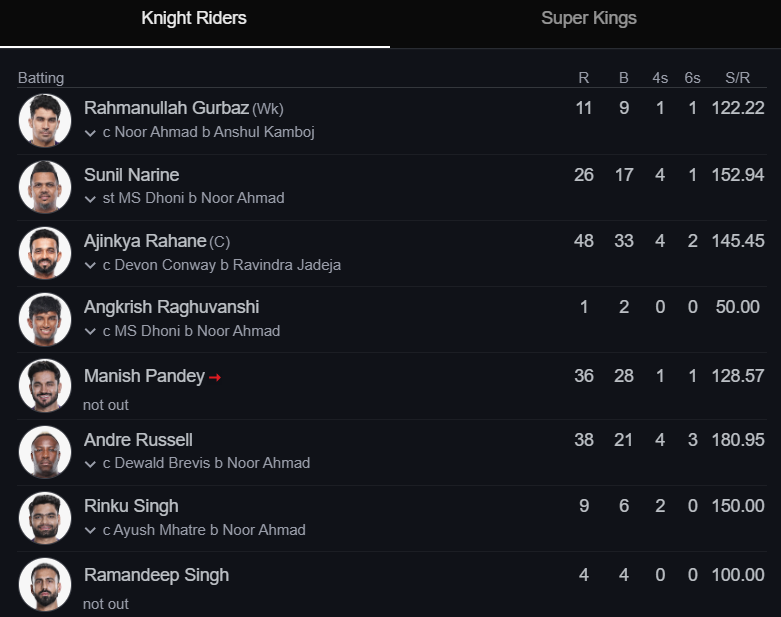 Knight Riders Super Kings
Batting R B 4s 6s S/R
Rahmanullah Gurbaz (Wk) 11 9 1 1 122.22
c Noor Ahmad b Anshul Kamboj
Sunil Narine 26 17 4 1 152.94
st MS Dhoni b Noor Ahmad
Ajinkya Rahane (C) 48 33 4 2 145.45
c Devon Conway b Ravindra Jadeja
Angkrish Raghuvanshi 1 2 0 0 50.00
c MS Dhoni b Noor Ahmad
Manish Pandey → 36 28 1 1 128.57
not out
Andre Russell 38 21 4 3 180.95
c Dewald Brevis b Noor Ahmad
Rinku Singh 9 6 2 0 150.00
c Ayush Mhatre b Noor Ahmad
Ramandeep Singh 4 4 0 0 100.00
not out